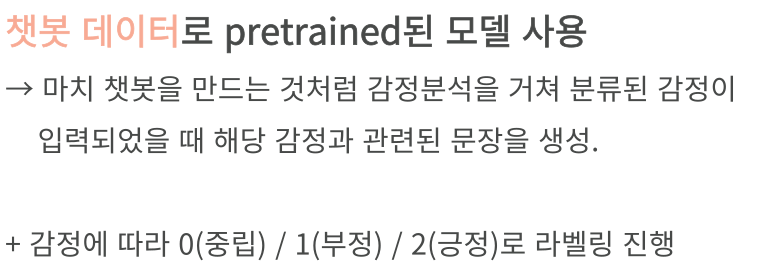 챗봇 데이터로 pretrained된 모델 사용
→ 마치 챗봇을 만드는 것처럼 감정분석을 거쳐 분류된 감정이
입력되었을 때 해당 감정과 관련된 문장을 생성.
+ 감정에 따라 0(중립) / 1(부정) / 2(긍정)로 라벨링 진행